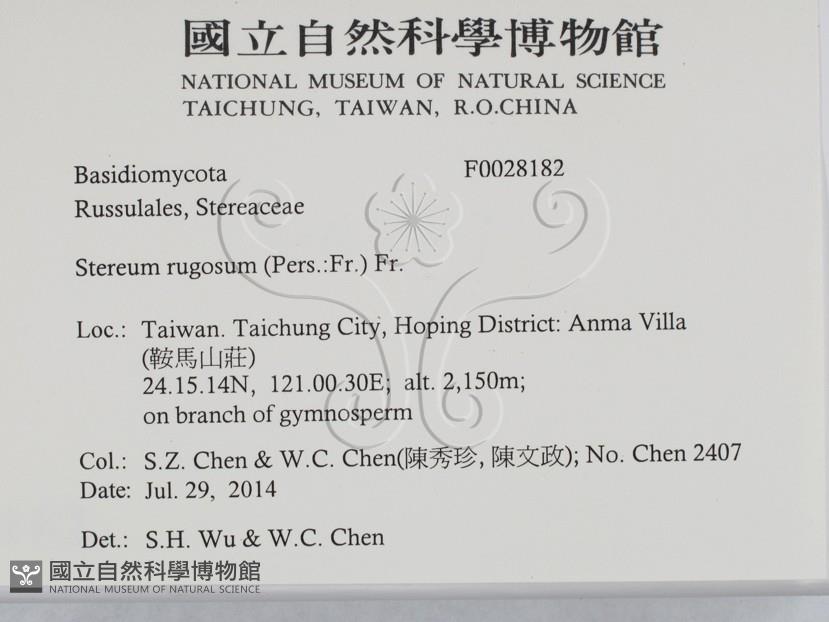 國立自然科學博物館
NATIONAL MUSEUM OF NATURAL SCIENCE
TAICHUNG, TAIWAN, R.O.CHINA
Basidiomycota F0028182
Russulales, Stereaceae
Stereum rugosum (Pers.:Fr.) Fr.
Loc.: Taiwan. Taichung City, Hoping District: Anma Villa
(鞍馬山莊)
24.15.14N, 121.00.30E; alt. 2,150m;
on branch of gymnosperm
Col.: S.Z. Chen & W.C. Chen(陳秀珍, 陳文政); No. Chen 2407
Date: Jul. 29, 2014
Det.: S.H. Wu & W.C. Chen
國立自然科學博物館
NATIONAL MUSEUM OF NATURAL SCIENCE